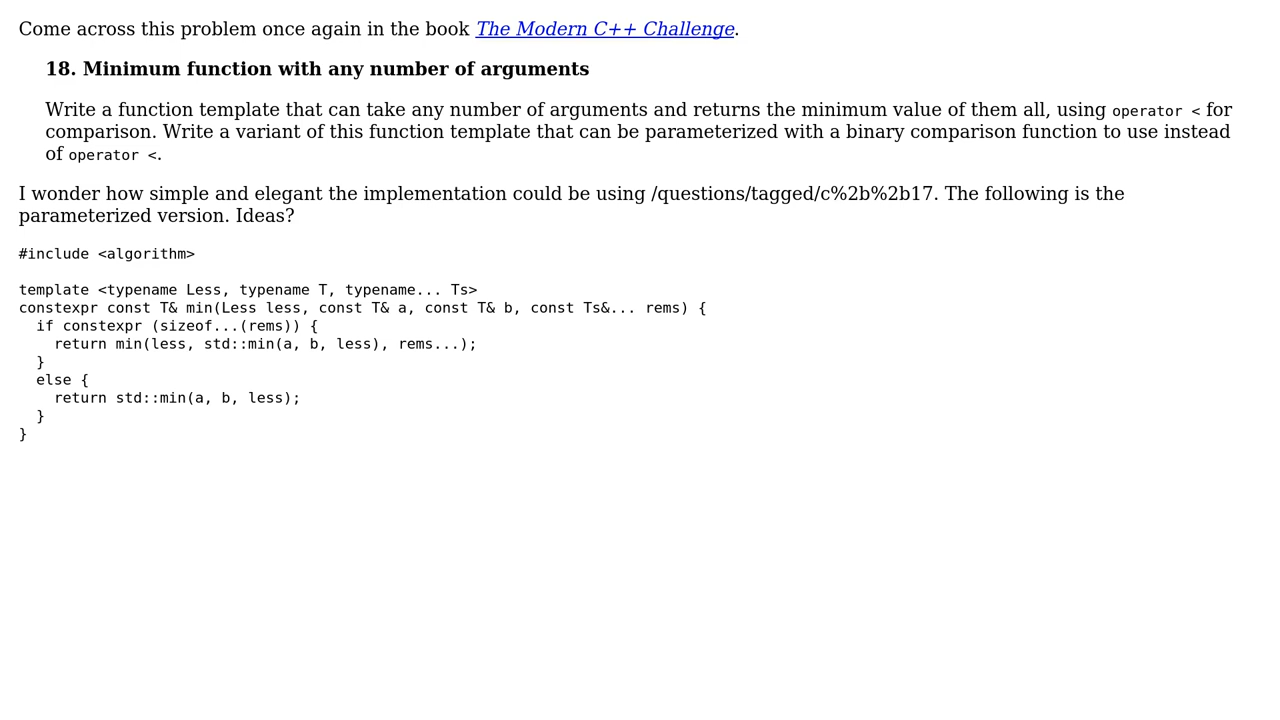 Come across this problem once again in the book The Modern C++ Challenge.
18. Minimum function with any number of arguments
Write a function template that can take any number of arguments and returns the minimum value of them all, using operator < for
comparison. Write a variant of this function template that can be parameterized with a binary comparison function to use instead
of operator <.
I wonder how simple and elegant the implementation could be using /questions/tagged/c%2b%2b17. The following is the
parameterized version. Ideas?
#include <algorithm>
template <typename Less, typename T, typename... Ts>
constexpr const T& min(Less less, const T& a, const T& b, const Ts&... rems) {
  if constexpr (sizeof...(rems)) {
    return min(less, std::min(a, b, less), rems...);
  }
  else {
    return std::min(a, b, less);
  }
}